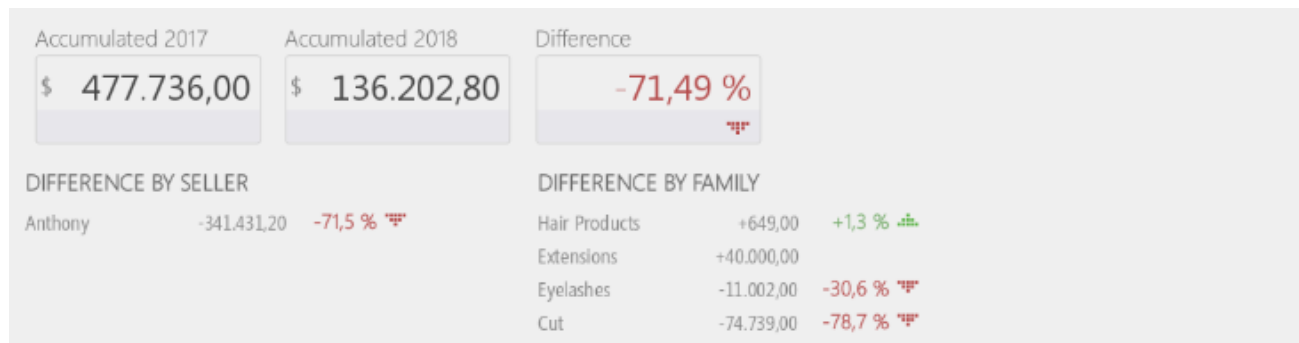 Accumulated 2017 Accumulated 2018 Difference
$ 477.736,00 $ 136.202,80 -71,49 %
DIFFERENCE BY SELLER DIFFERENCE BY FAMILY
Anthony -341.431,20 -71,5 % Hair Products +649,00 +1,3 %
Extensions +40.000,00
Eyelashes -11.002,00 -30,6 %
Cut -74.739,00 -78,7 %